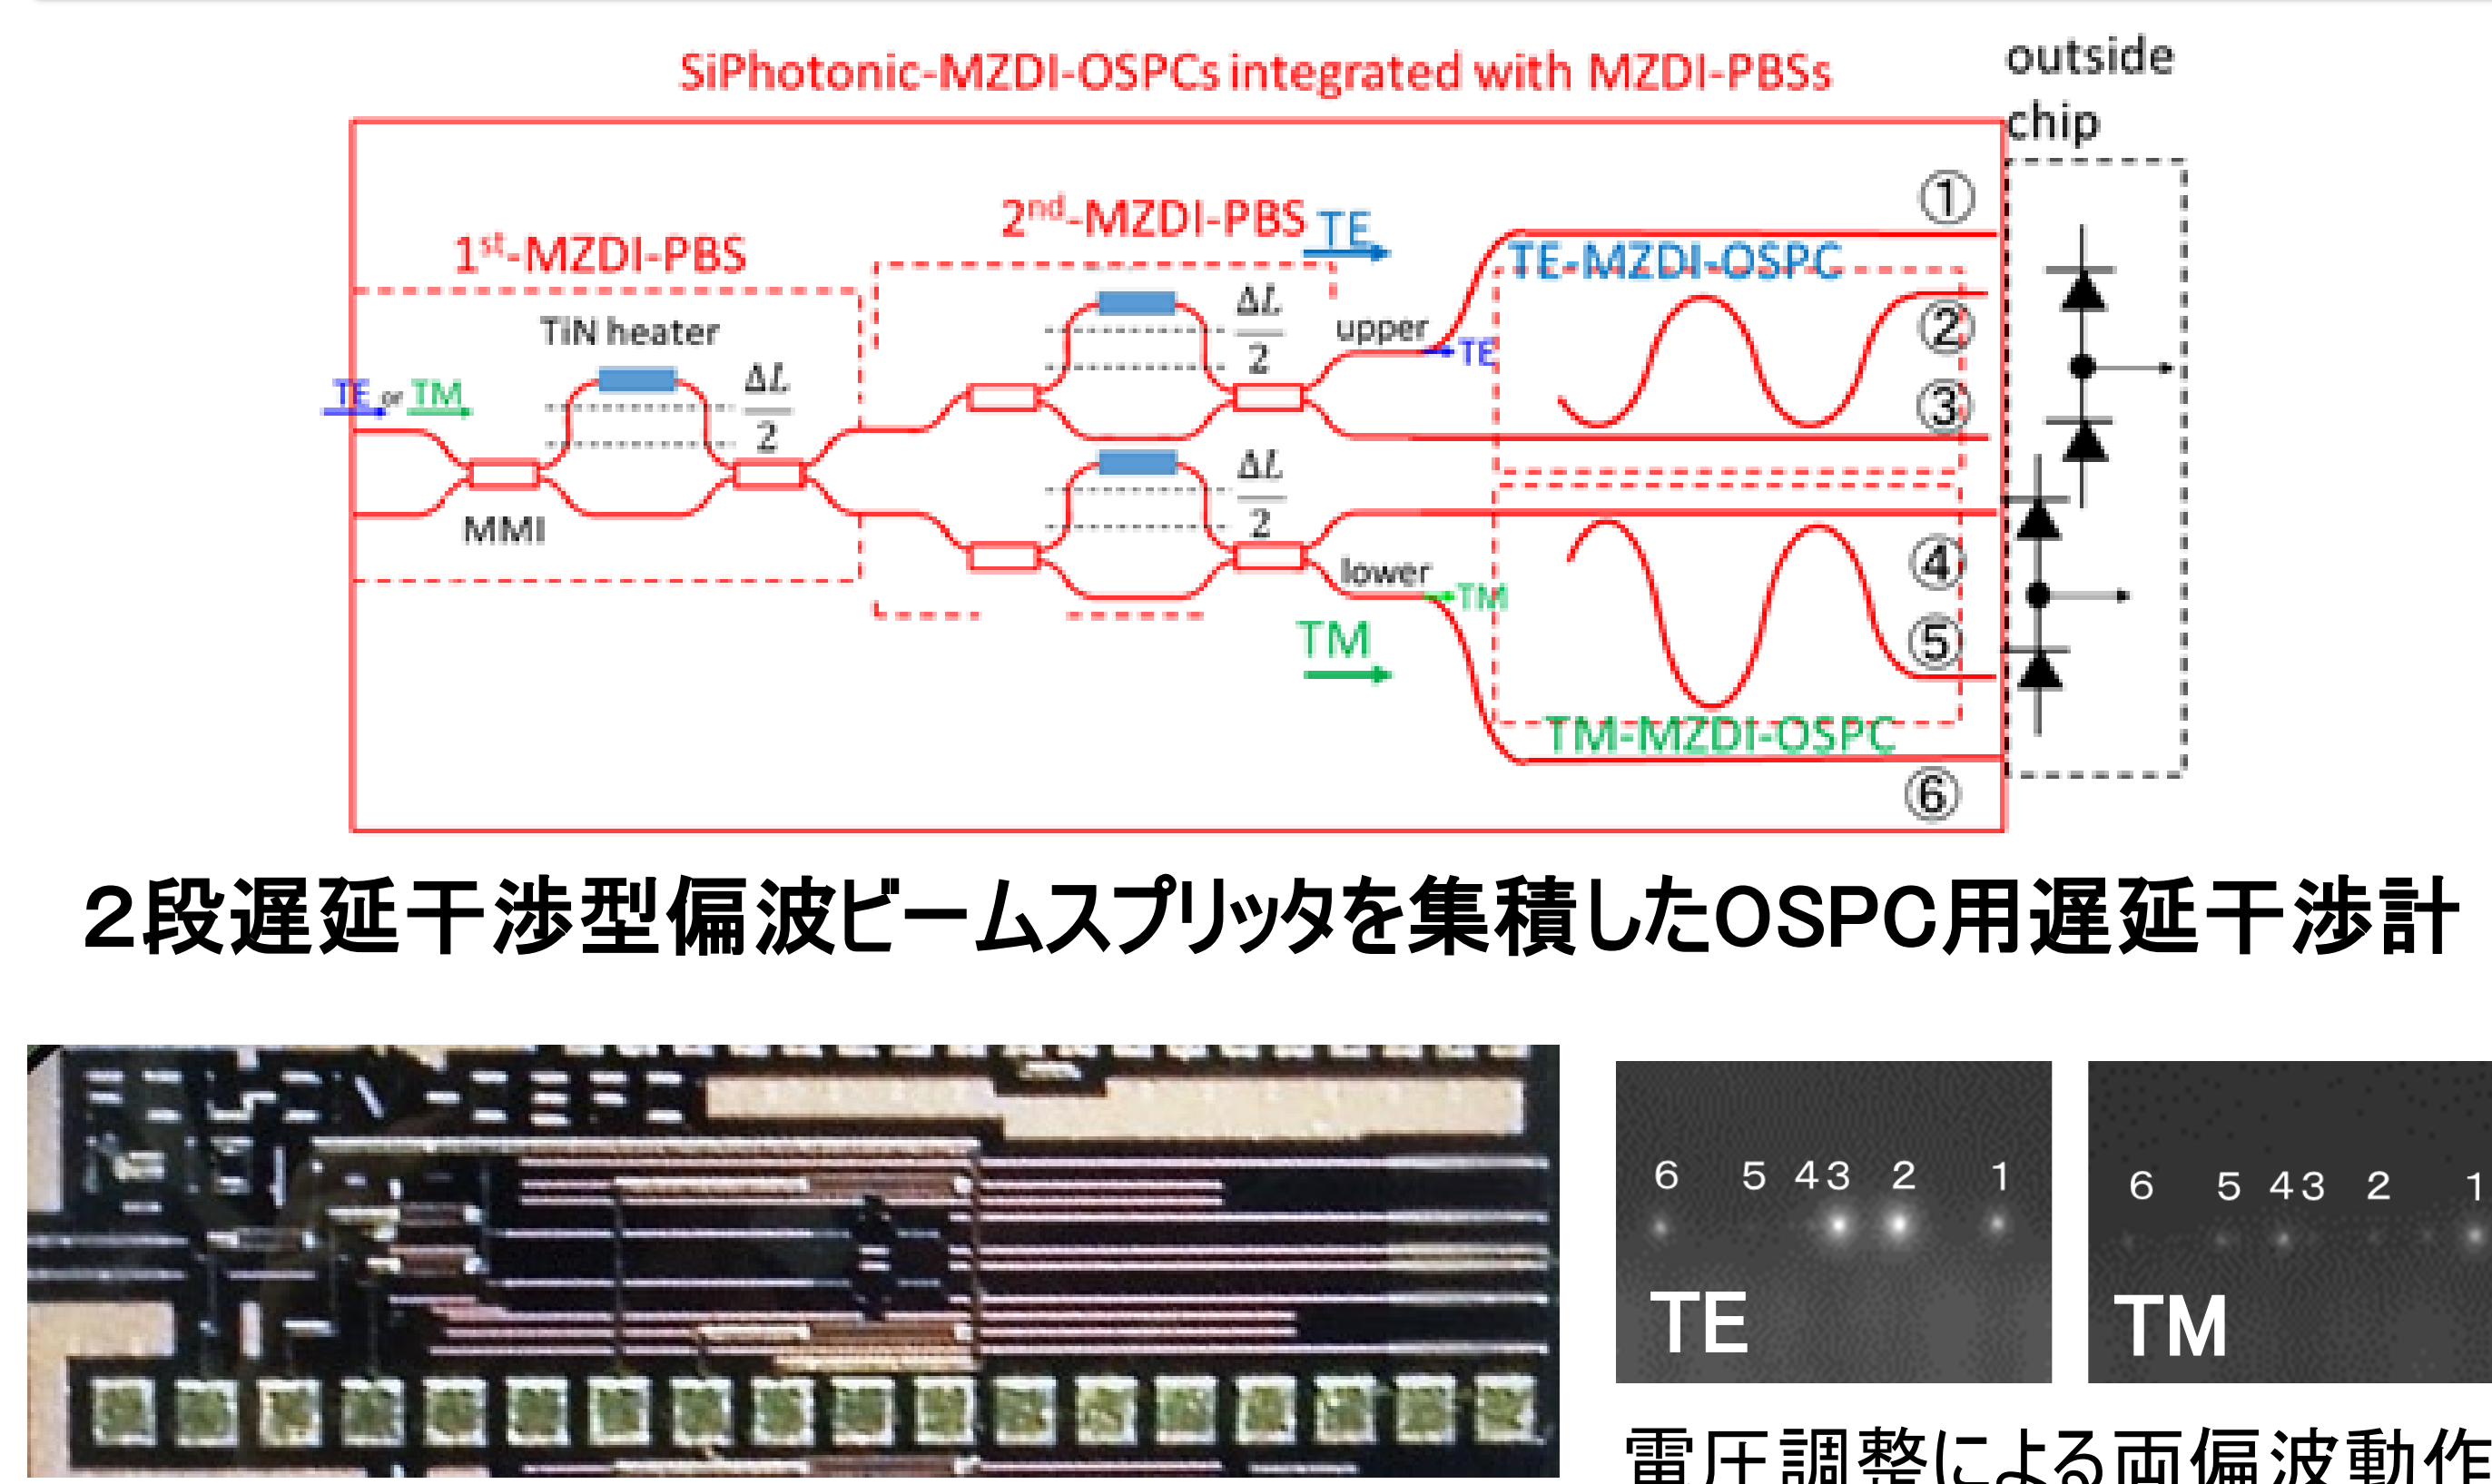 SiPhotonic-MZDI-OSPCs integrated with MZDI-PBSs
outside
chip
1st-MZDI-PBS
2nd-MZDI-PBS
TE
TE-MZDI-OSPC
①
②
③
TiN heater
ΔL
2
ΔL
2
upper
TE
TE or TM
MMI
ΔL
2
lower
TM
TM
④
⑤
TM-MZDI-OSPC
⑥
2段遅延干渉型偏波ビームスプリッタを集積したOSPC用遅延干渉計
6 5 4 3 2 1
TE
6 5 4 3 2 1
TM
電圧調整による両偏波動作